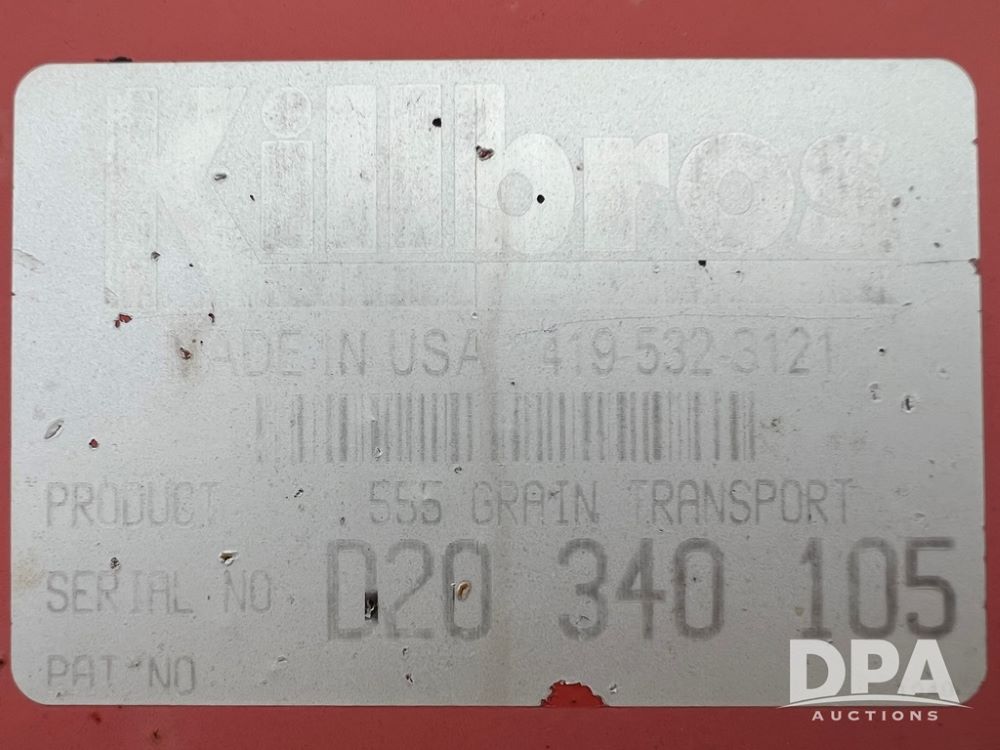 Killbros
MADE IN USA 419 532-3121
PRODUCT 555 GRAIN TRANSPORT
SERIAL NO D20 340 105
PAT NO
DPA
AUCTIONS